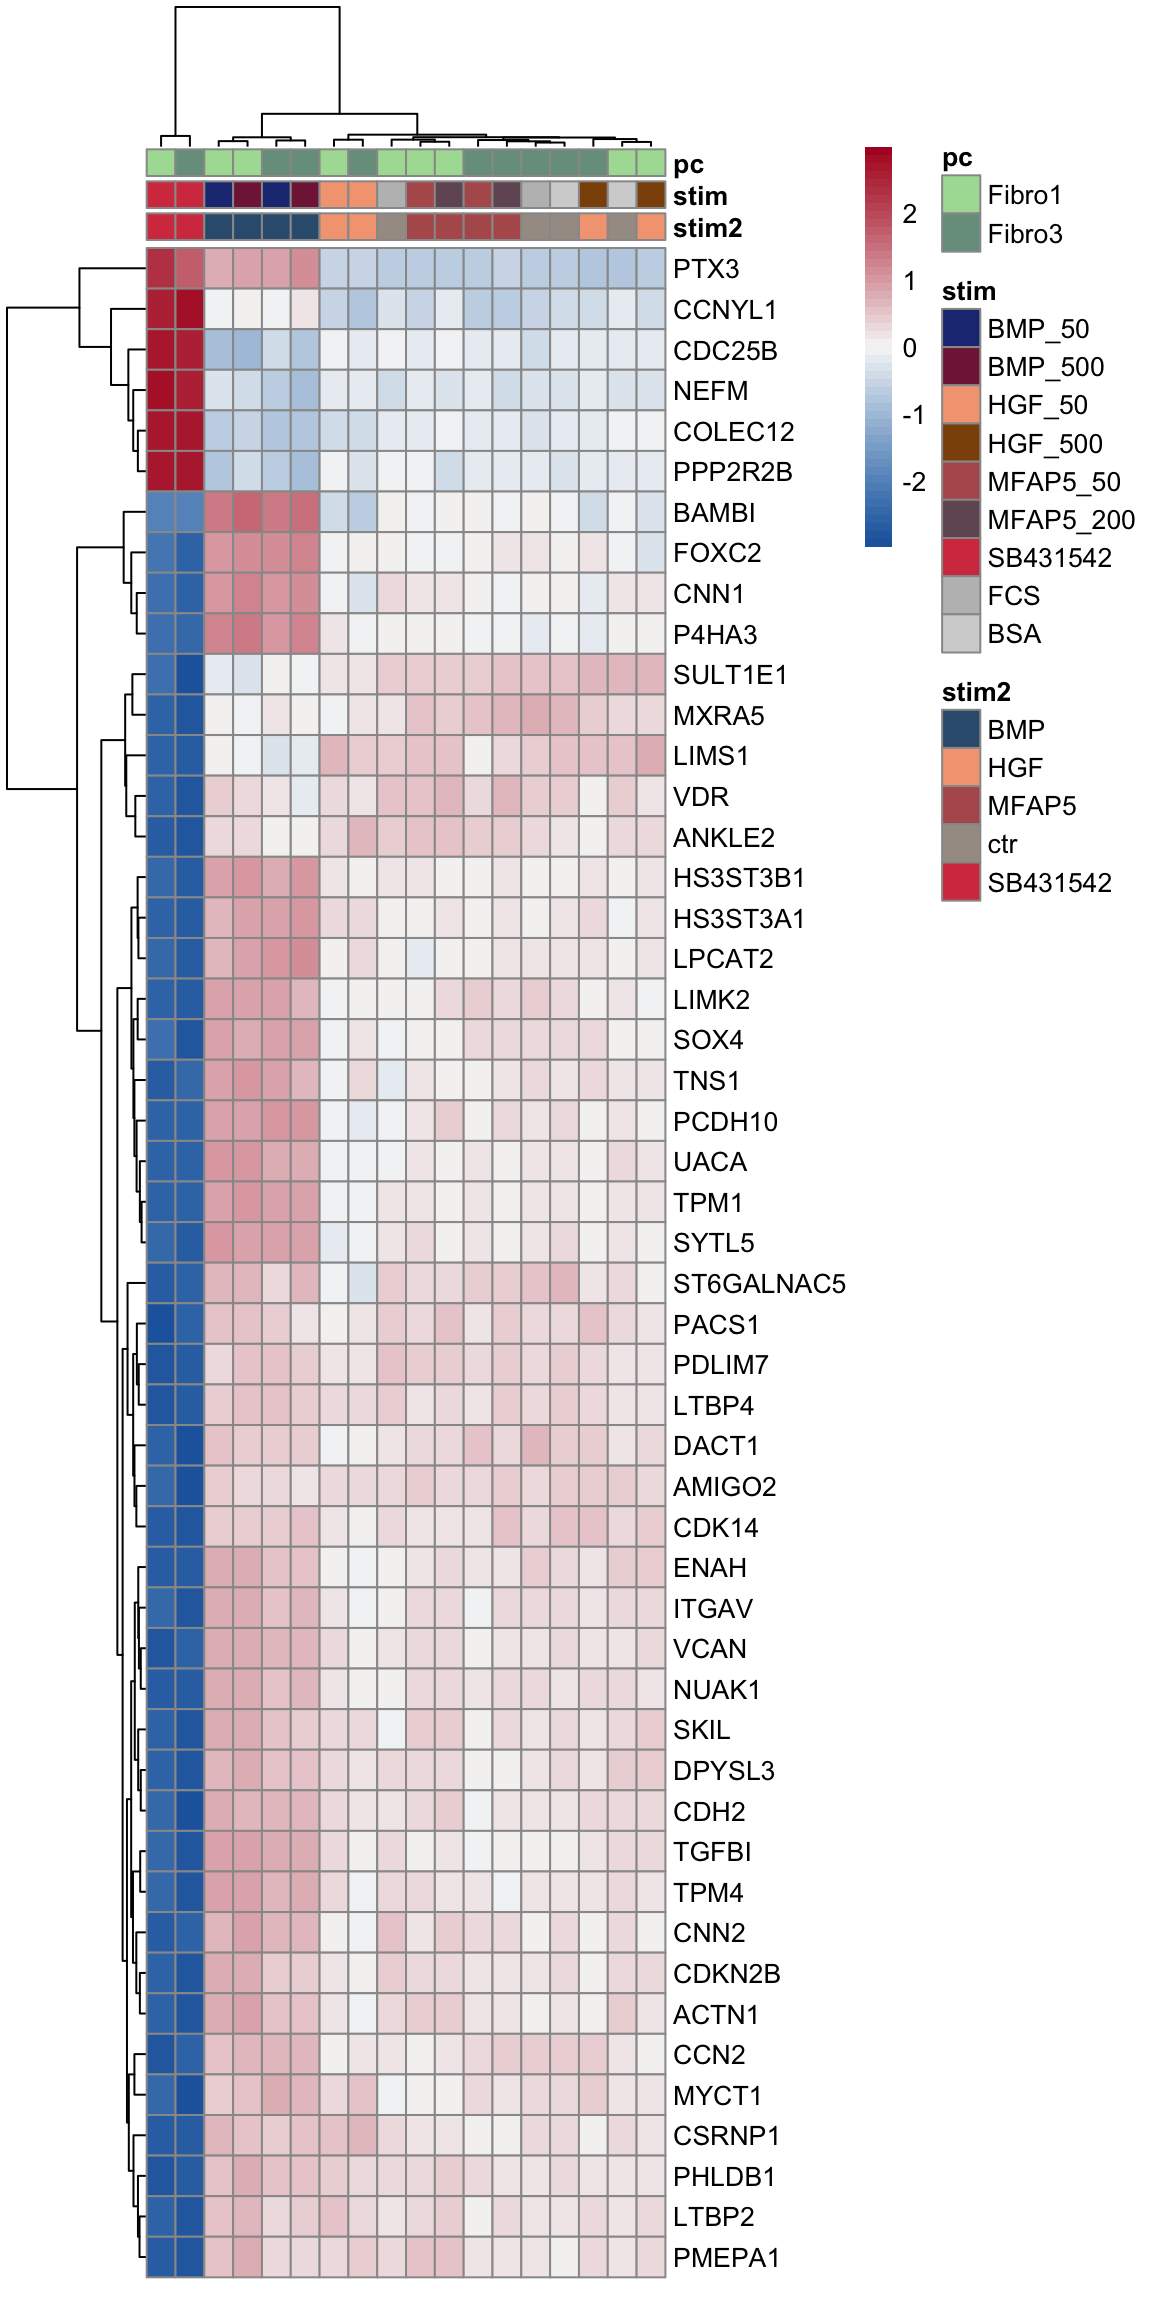 pc
stim
stim2
PTX3
CCNYL1
CDC25B
NEFM
COLEC12
PPP2R2B
BAMBI
FOXC2
CNN1
P4HA3
SULT1E1
MXRA5
LIMS1
VDR
ANKLE2
HS3ST3B1
HS3ST3A1
LPCAT2
LIMK2
SOX4
TNS1
PCDH10
UACA
TPM1
SYTL5
ST6GALNAC5
PACS1
PDLIM7
LTBP4
DACT1
AMIGO2
CDK14
ENAH
ITGAV
VCAN
NUAK1
SKIL
DPYSL3
CDH2
TGFBI
TPM4
CNN2
CDKN2B
ACTN1
CCN2
MYCT1
CSRNP1
PHLDB1
LTBP2
PMEPA1
2
1
0
-1
-2
pc
Fibro1
Fibro3
stim
BMP_50
BMP_500
HGF_50
HGF_500
MFAP5_50
MFAP5_200
SB431542
FCS
BSA
stim2
BMP
HGF
MFAP5
ctr
SB431542